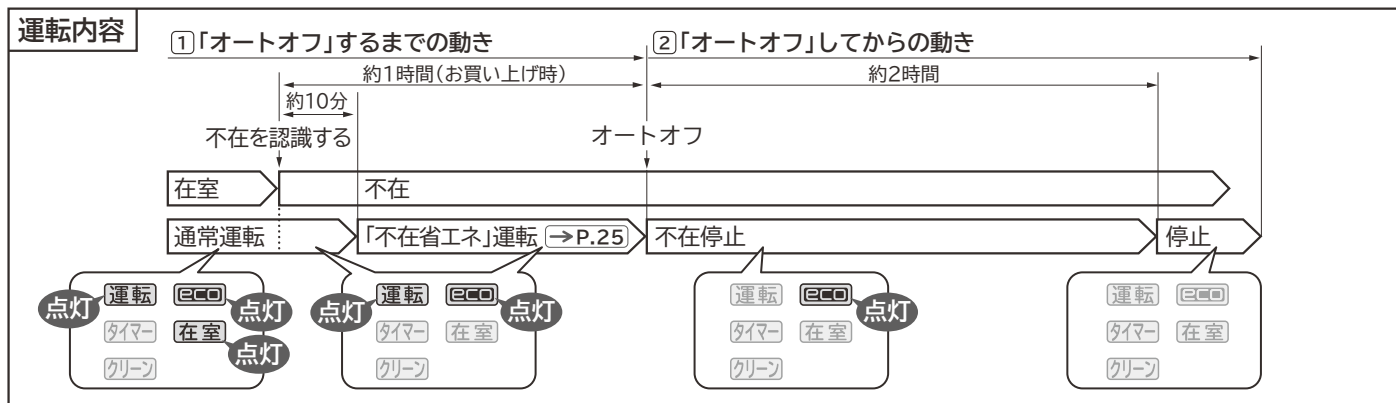 運転内容
1「オートオフ」するまでの動き
2「オートオフ」してからの動き
約1時間(お買い上げ時)
約2時間
約10分
不在を認識する
オートオフ
在室
不在
通常運転
「不在省エネ」運転 →P.25
不在停止
停止
点灯 運転 eco 点灯
タイマー 在室 点灯
クリーン
点灯 運転 eco 点灯
タイマー 在室
クリーン
運転 eco 点灯
タイマー 在室
クリーン
運転 eco
タイマー 在室
クリーン